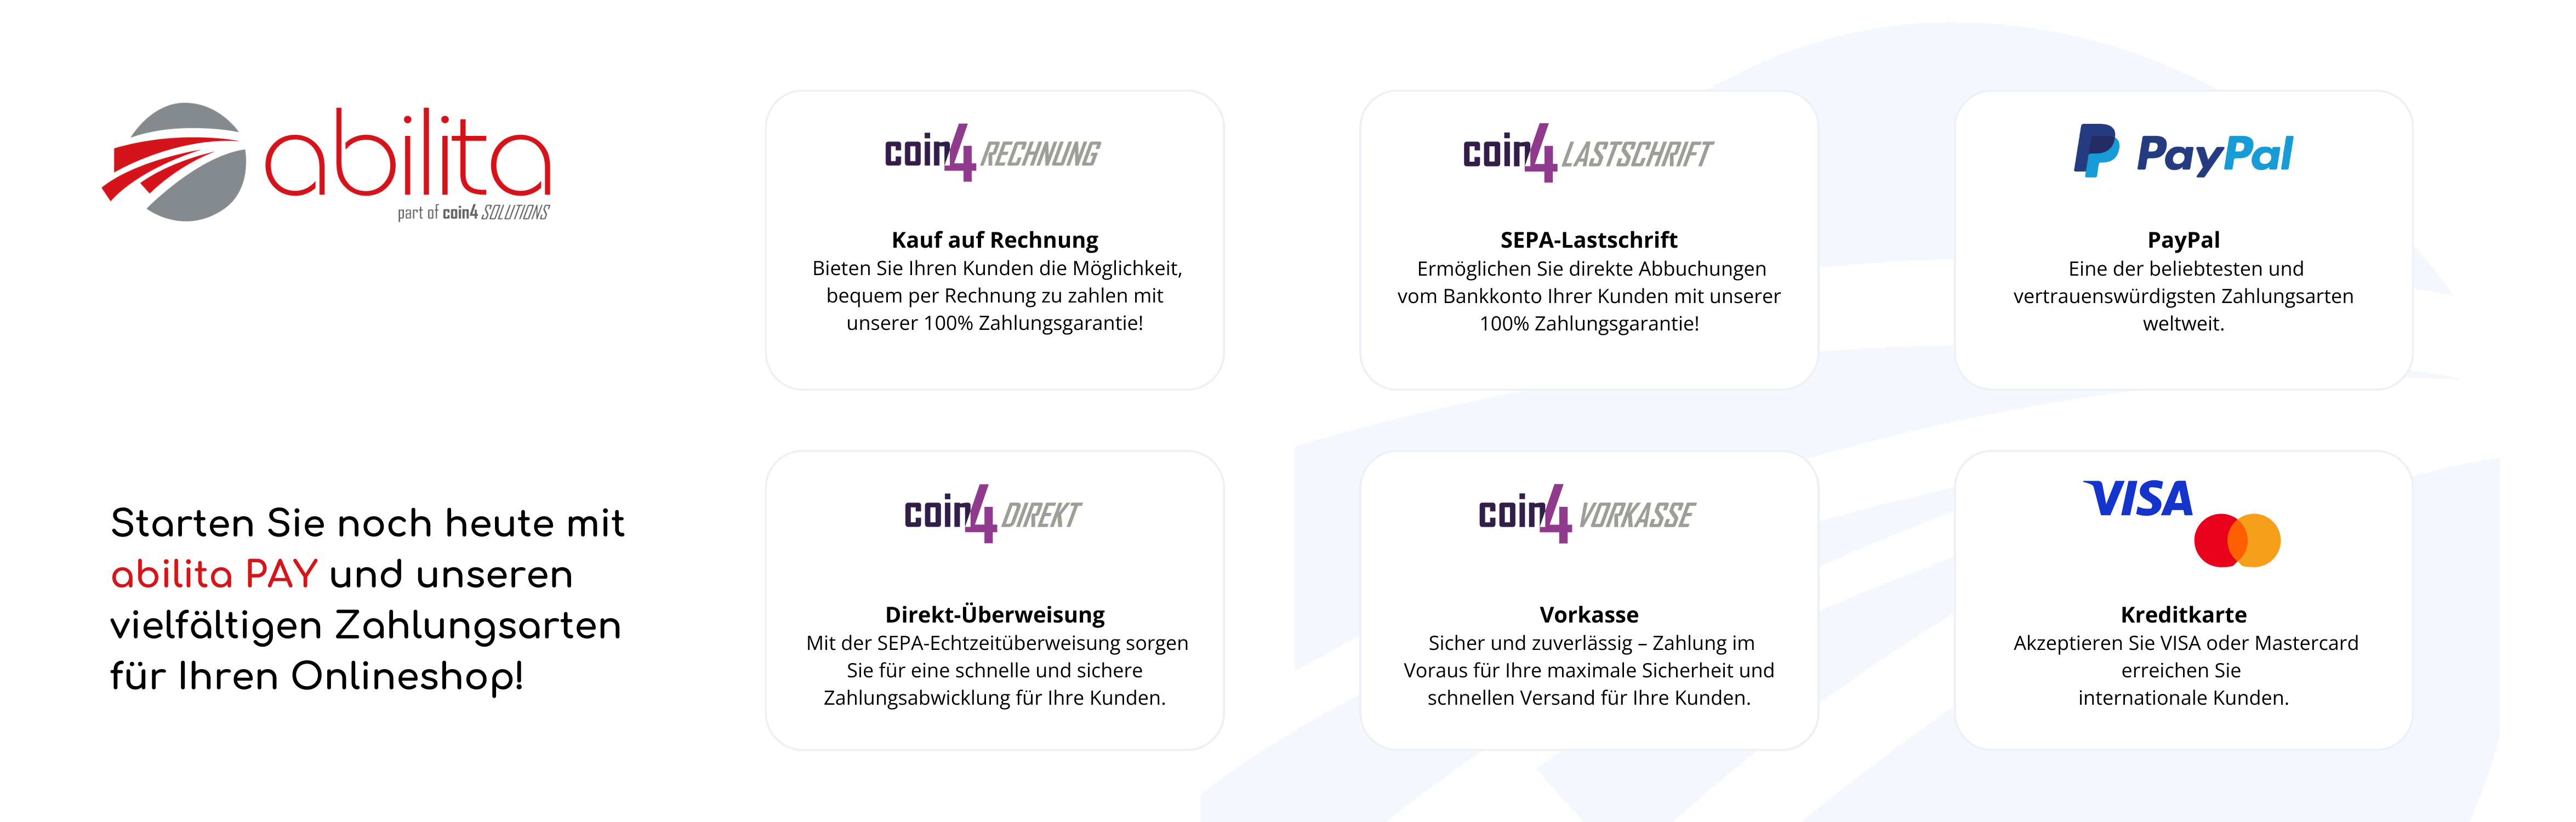 abilita
part of coin4 SOLUTIONS
Starten Sie noch heute mit
abilita PAY und unseren
vielfältigen Zahlungsarten
für Ihren Onlineshop!
coin4 RECHNUNG
Kauf auf Rechnung
Bieten Sie Ihren Kunden die Möglichkeit,
bequem per Rechnung zu zahlen mit
unserer 100% Zahlungsgarantie!
coin4 LASTSCHRIFT
SEPA-Lastschrift
Ermöglichen Sie direkte Abbuchungen
vom Bankkonto Ihrer Kunden mit unserer
100% Zahlungsgarantie!
PayPal
PayPal
Eine der beliebtesten und
vertrauenswürdigsten Zahlungsarten
weltweit.
coin4 DIREKT
Direkt-Überweisung
Mit der SEPA-Echtzeitüberweisung sorgen
Sie für eine schnelle und sichere
Zahlungsabwicklung für Ihre Kunden.
coin4 VORKASSE
Vorkasse
Sicher und zuverlässig – Zahlung im
Voraus für Ihre maximale Sicherheit und
schnellen Versand für Ihre Kunden.
VISA
Kreditkarte
Akzeptieren Sie VISA oder Mastercard
erreichen Sie
internationale Kunden.